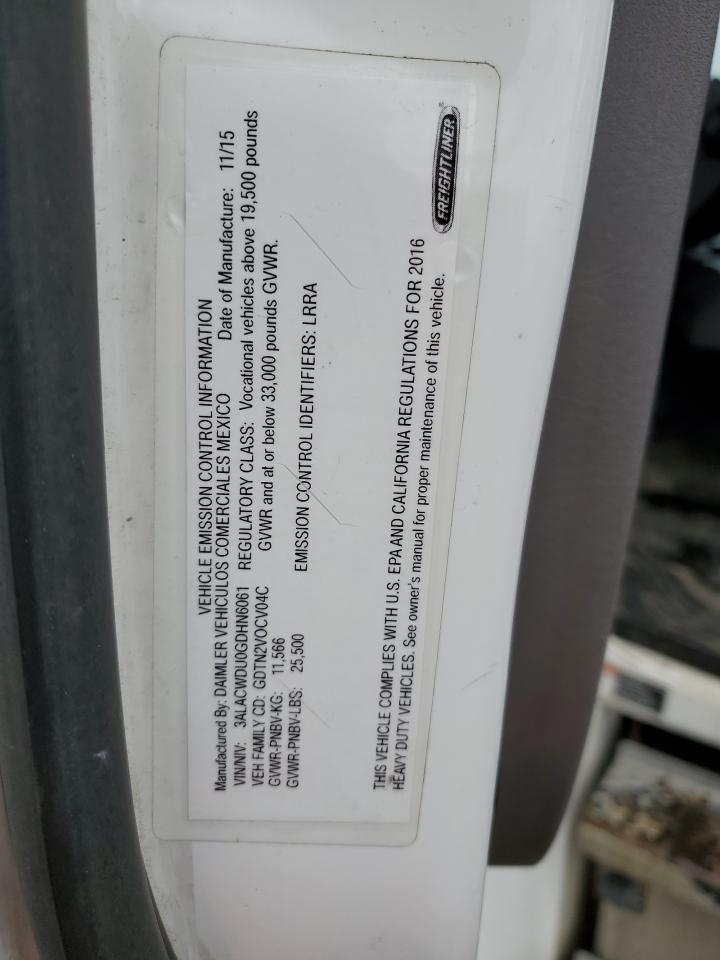 VEHICLE EMISSION CONTROL INFORMATION
Manufactured By: DAIMLER VEHICULOS COMERCIALES MEXICO Date of Manufacture: 11/15
VIN/NIV: 3ALACWDU0GDHN6061 REGULATORY CLASS: Vocational vehicles above 19,500 pounds
VEH FAMILY CD: GDTN2VOCV04C GVWR and at or below 33,000 pounds GVWR.
GVWR-PNBV-KG: 11,566
GVWR-PNBV-LBS: 25,500 EMISSION CONTROL IDENTIFIERS: LRRA
THIS VEHICLE COMPLIES WITH U.S. EPA AND CALIFORNIA REGULATIONS FOR 2016
HEAVY DUTY VEHICLES. See owner's manual for proper maintenance of this vehicle.
FREIGHTLINER®